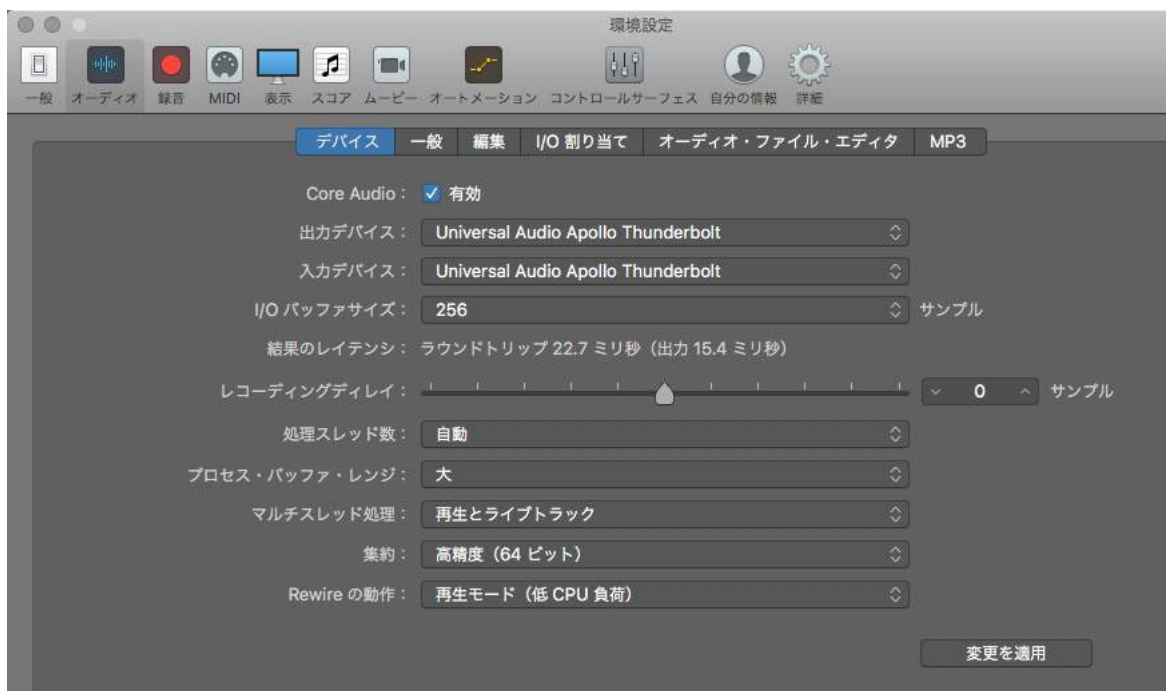 環境設定
一般 オーディオ 録音 MIDI 表示 スコア ムービー オートメーション コントロールサーフェス 自分の情報 詳細
デバイス 一般 編集 I/O 割り当て オーディオ・ファイル・エディタ MP3
Core Audio： 有効
出力デバイス： Universal Audio Apollo Thunderbolt
入力デバイス： Universal Audio Apollo Thunderbolt
I/O バッファサイズ： 256 サンプル
結果のレイテンシ： ラウンドトリップ 22.7 ミリ秒（出力 15.4 ミリ秒）
レコーディングディレイ： 0 サンプル
処理スレッド数： 自動
プロセス・バッファ・レンジ： 大
マルチスレッド処理： 再生とライブトラック
集約： 高精度（64 ビット）
Rewire の動作： 再生モード（低 CPU 負荷）
変更を適用